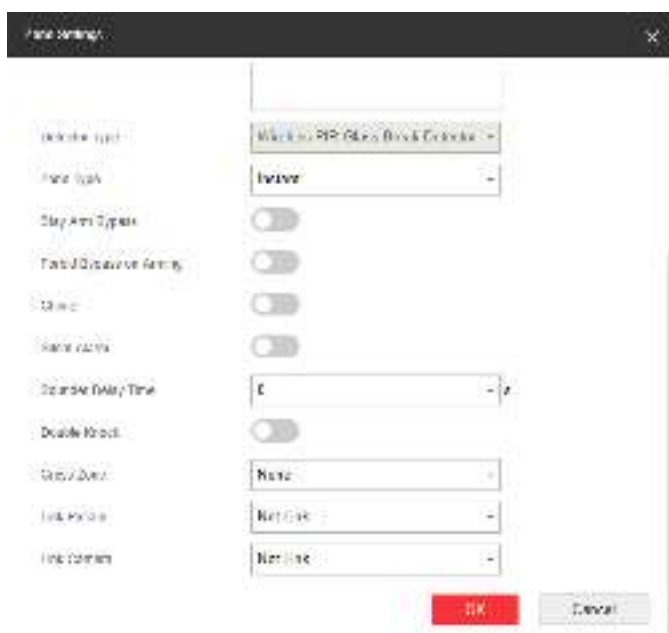 Zone Settings
Detector Type
Wireless PIR Glass Break Detector
Zone Type
Instant
Stay Arm Bypass
Forbid Bypass on Arming
Chime
Silent Alarm
Sounder Delay Time
0
s
Double Knock
Cross Zone
None
Link
Not Link
Link Camera
Not Link
OK
Cancel